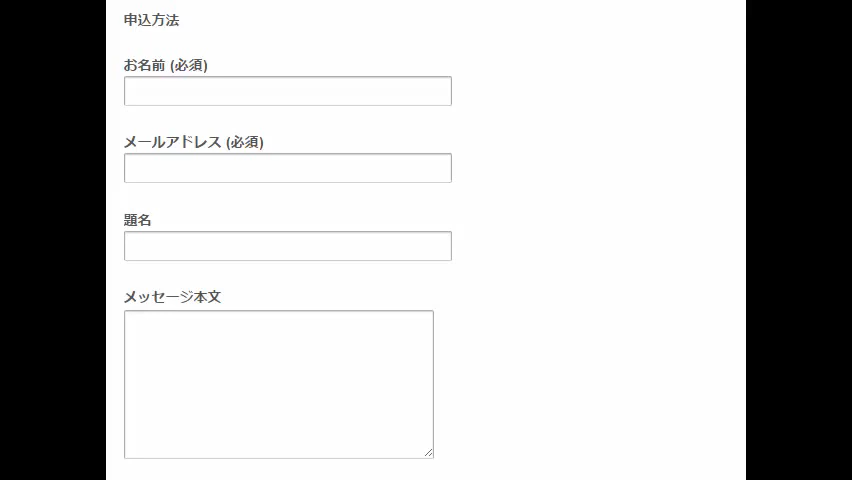 申込方法
お名前 (必須)
メールアドレス (必須)
題名
メッセージ本文